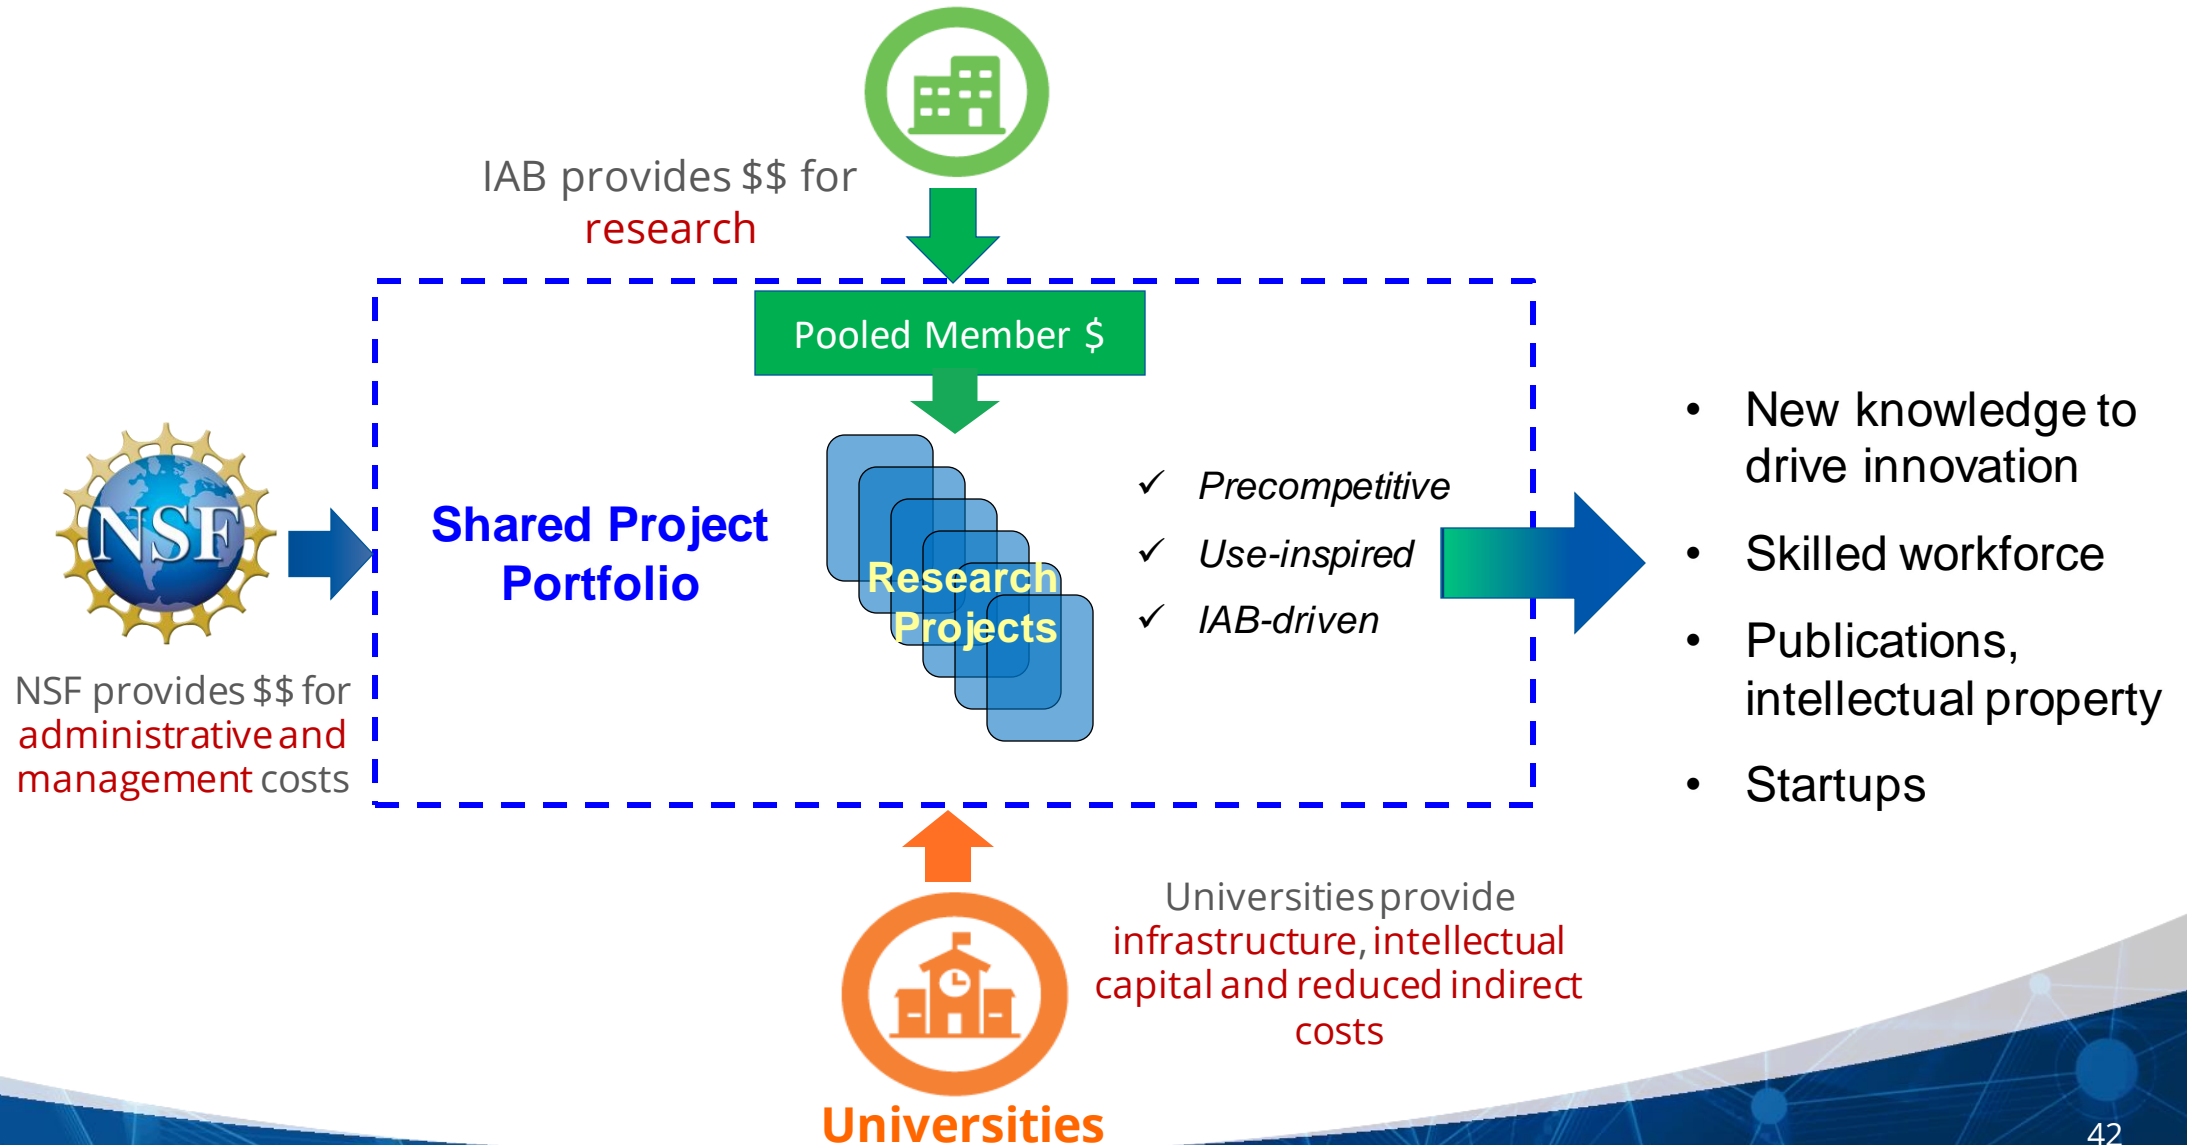 IAB provides $$ for
research
Pooled Member $
NSF
NSF provides $$ for
administrative and
management costs
Shared Project
Portfolio
Research
Projects
✓ Precompetitive
✓ Use-inspired
✓ IAB-driven
• New knowledge to
drive innovation
• Skilled workforce
• Publications,
intellectual property
• Startups
Universities provide
infrastructure, intellectual
capital and reduced indirect
costs
Universities
42